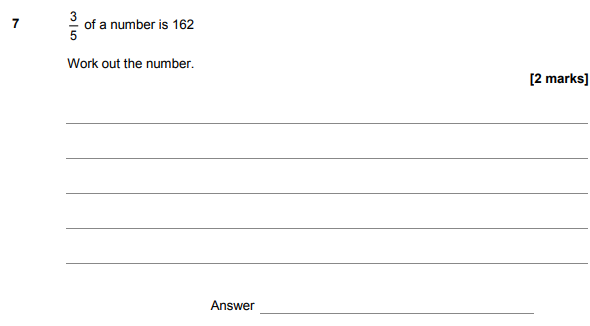 7 3/5 of a number is 162
Work out the number.
[2 marks]
Answer